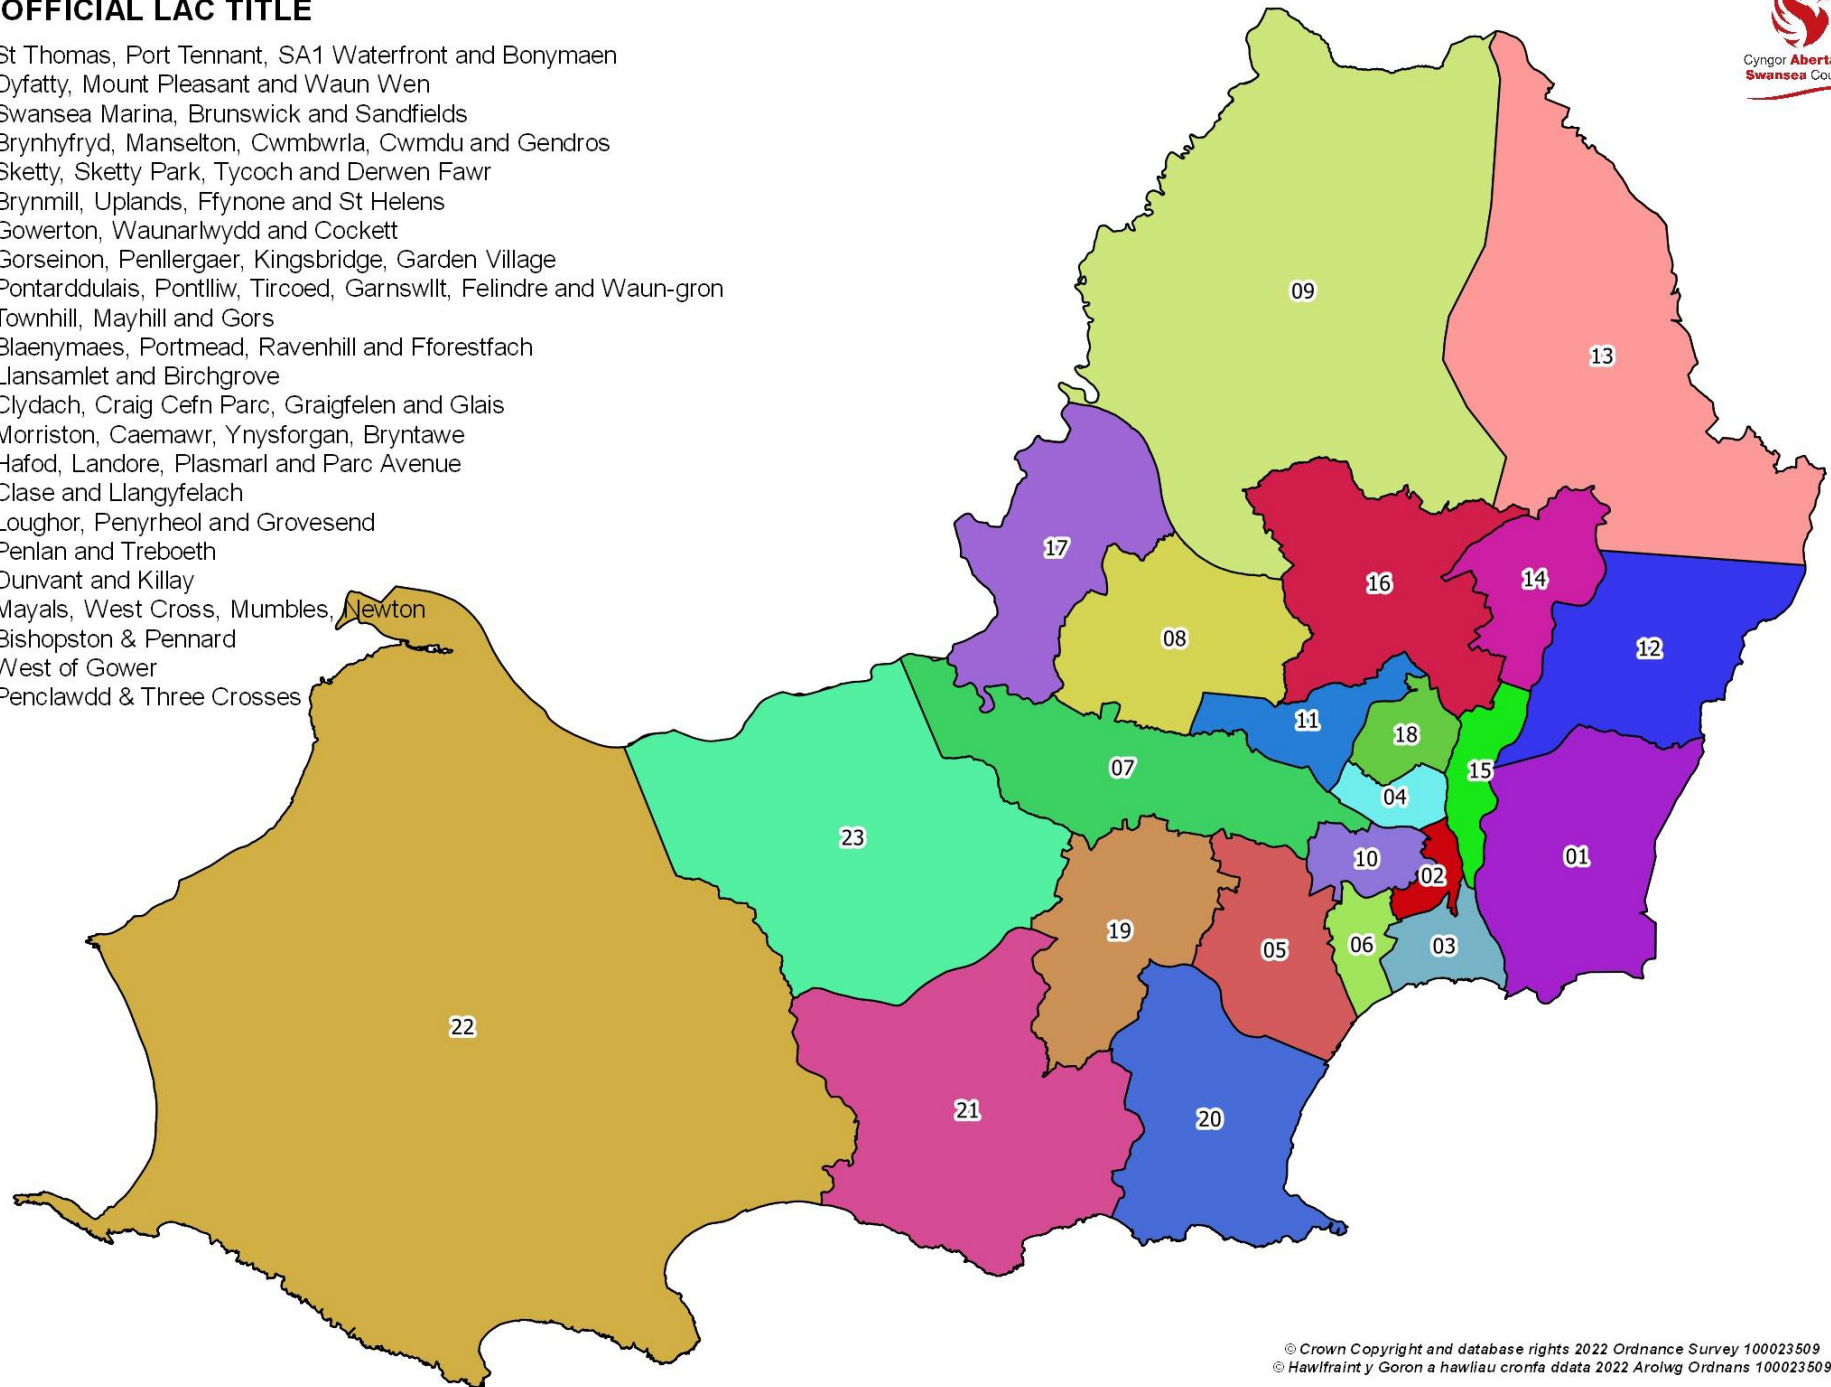 OFFICIAL LAC TITLE
St Thomas, Port Tennant, SA1 Waterfront and Bonymaen
Dyfatty, Mount Pleasant and Waun Wen
Swansea Marina, Brunswick and Sandfields
Brynhyfryd, Manselton, Cwmbwrla, Cwmdu and Gendros
Sketty, Sketty Park, Tycoch and Derwen Fawr
Brynmill, Uplands, Ffynone and St Helens
Gowerton, Waunarlwydd and Cockett
Gorseinon, Penllergaer, Kingsbridge, Garden Village
Pontarddulais, Pontlliw, Tircoed, Garnswllt, Felindre and Waun-gron
Townhill, Mayhill and Gors
Blaenymaes, Portmead, Ravenhill and Fforestfach
Llansamlet and Birchgrove
Clydach, Craig Cefn Parc, Graigfelen and Glais
Morriston, Caemawr, Ynysforgan, Bryntawe
Hafod, Landore, Plasmarl and Parc Avenue
Clase and Llangyfelach
Loughor, Penyrheol and Grovesend
Penlan and Treboeth
Dunvant and Killay
Mayals, West Cross, Mumbles, Newton
Bishopston & Pennard
West of Gower
Penclawdd & Three Crosses
Cyngor Aberta
Swansea Cou
09
13
17
14
16
08
12
11
18
07
15
04
23
01
10
02
19
06
03
05
22
21
20
© Crown Copyright and database rights 2022 Ordnance Survey 100023509
© Hawlfraint y Goron a hawliau cronfa ddata 2022 Arolwg Ordnans 100023509